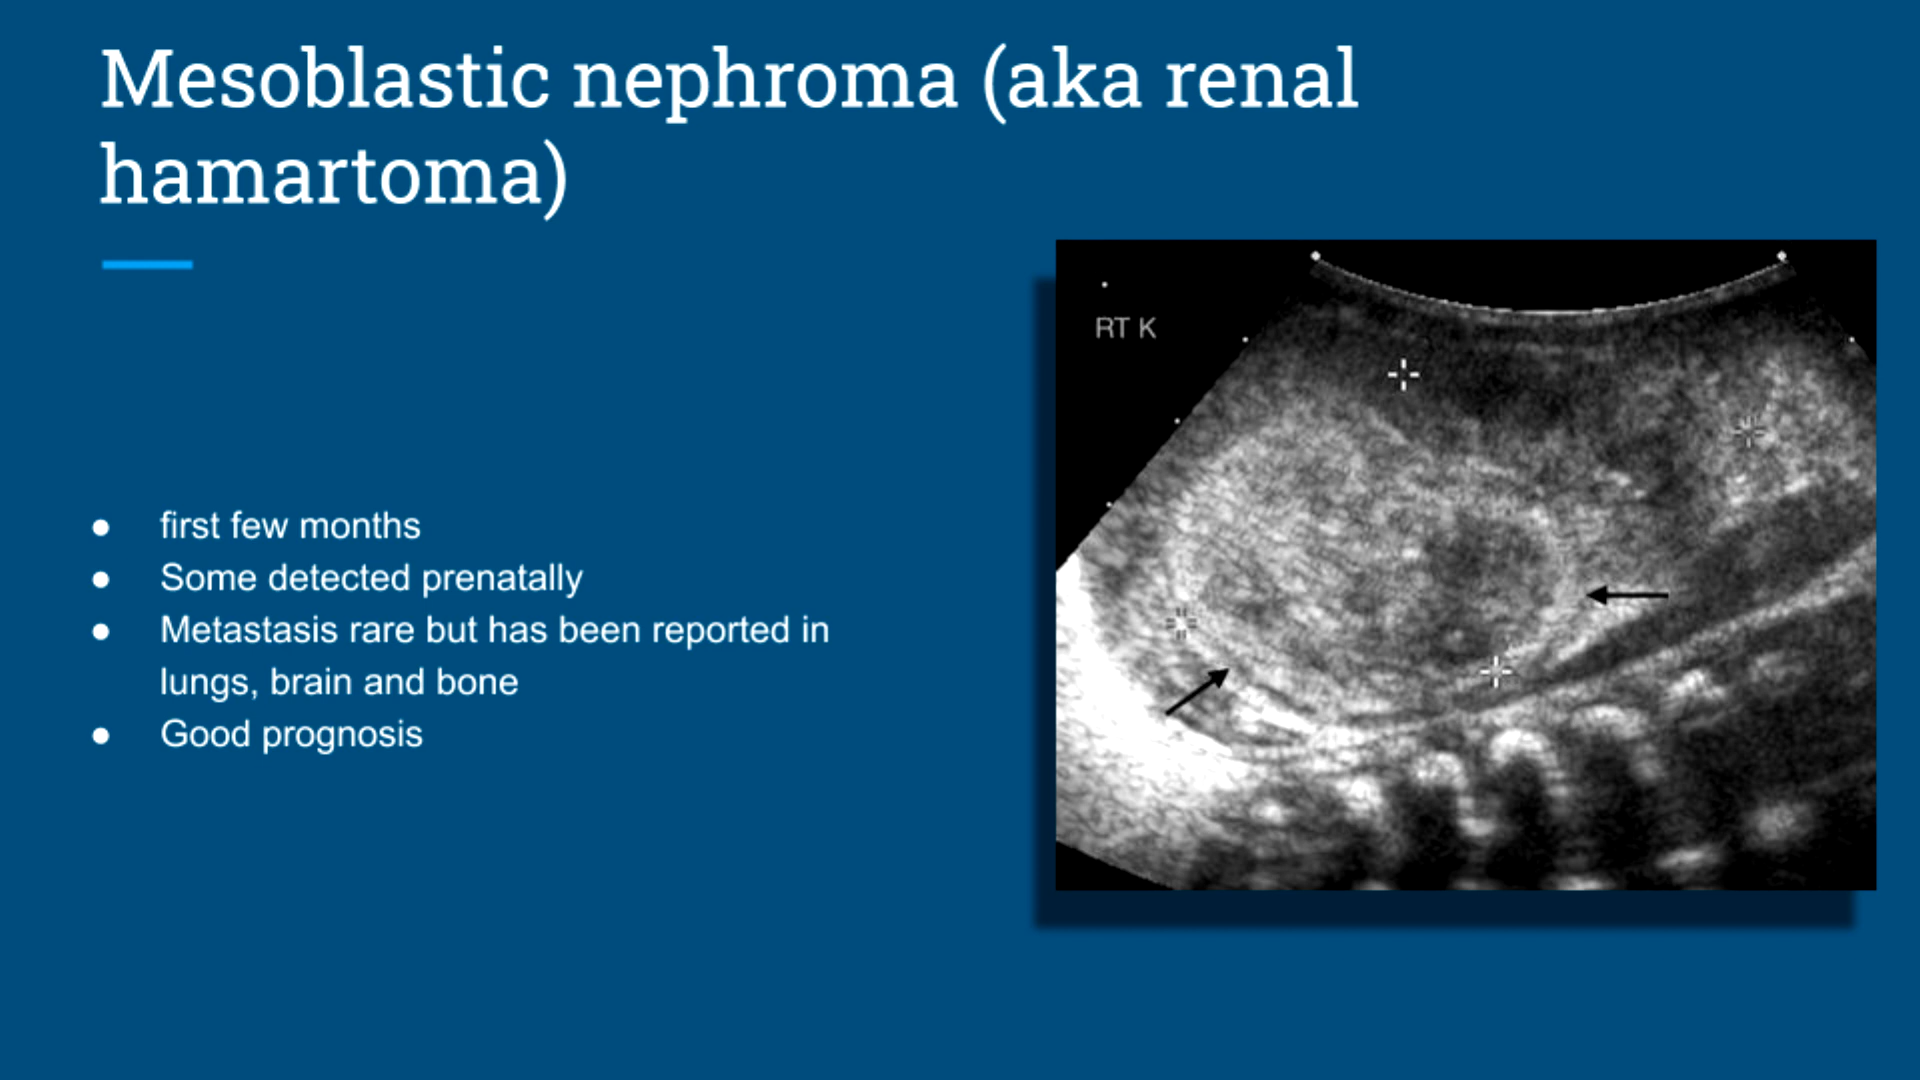 Mesoblastic nephroma (aka renal
hamartoma)
RT K
● first few months
● Some detected prenatally
● Metastasis rare but has been reported in
lungs, brain and bone
● Good prognosis